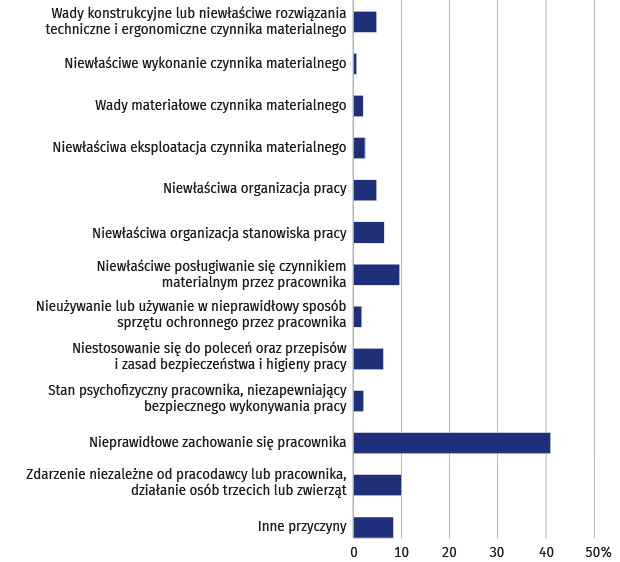 Wady konstrukcyjne lub niewłaściwe rozwiązania
techniczne i ergonomiczne czynnika materialnego
Niewłaściwe wykonanie czynnika materialnego
Wady materiałowe czynnika materialnego
Niewłaściwa eksploatacja czynnika materialnego
Niewłaściwa organizacja pracy
Niewłaściwa organizacja stanowiska pracy
Niewłaściwe posługiwanie się czynnikiem
materialnym przez pracownika
Nieużywanie lub używanie w nieprawidłowy sposób
sprzętu ochronnego przez pracownika
Niestosowanie się do poleceń oraz przepisów
i zasad bezpieczeństwa i higieny pracy
Stan psychofizyczny pracownika, niezapewniający
bezpiecznego wykonywania pracy
Nieprawidłowe zachowanie się pracownika
Zdarzenie niezależne od pracodawcy lub pracownika,
działanie osób trzecich lub zwierząt
Inne przyczyny
0 10 20 30 40 50%